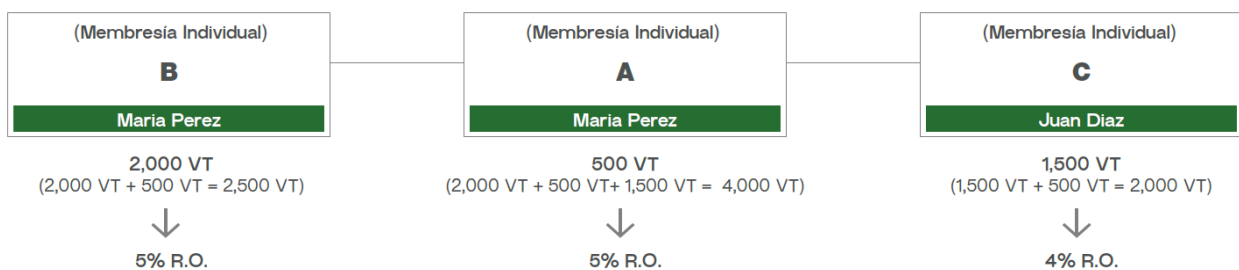 (Membresía Individual)
B
Maria Perez
2,000 VT
(2,000 VT + 500 VT = 2,500 VT)
5% R.O.
(Membresía Individual)
A
Maria Perez
500 VT
(2,000 VT + 500 VT+ 1,500 VT = 4,000 VT)
5% R.O.
(Membresía Individual)
C
Juan Diaz
1,500 VT
(1,500 VT + 500 VT = 2,000 VT)
4% R.O.